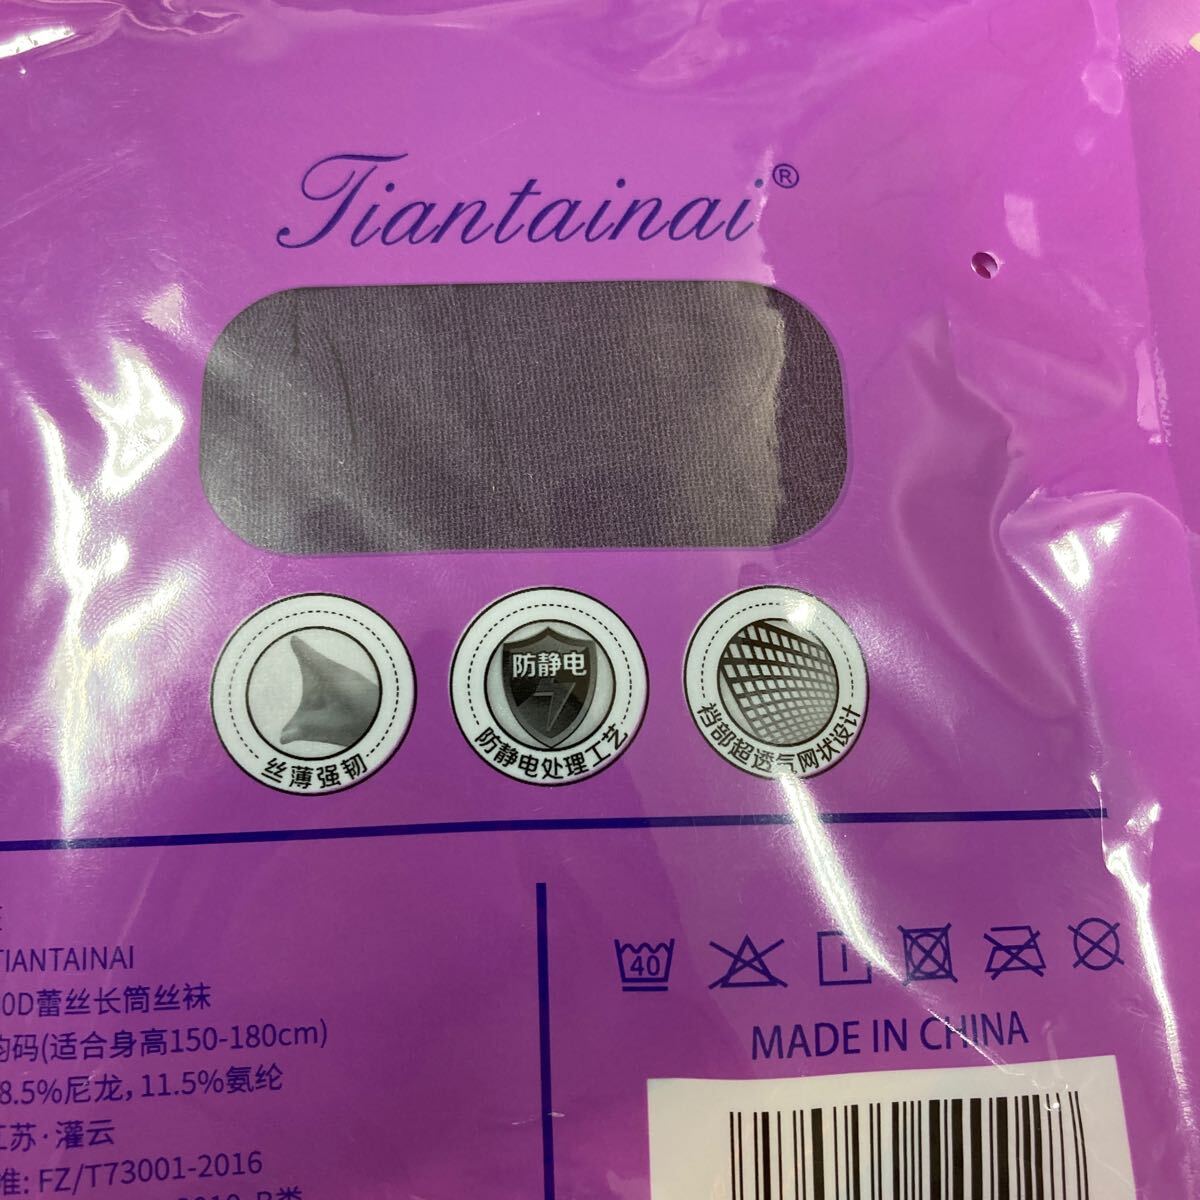 Tiantainai®
防静电
丝薄强韧
防静电处理工艺
裆部超透气网状设计
TIANTAINAI
0D蕾丝长筒丝袜
均码(适合身高150-180cm)
8.5%尼龙, 11.5%氨纶
江苏·灌云
准: FZ/T73001-2016
40
MADE IN CHINA